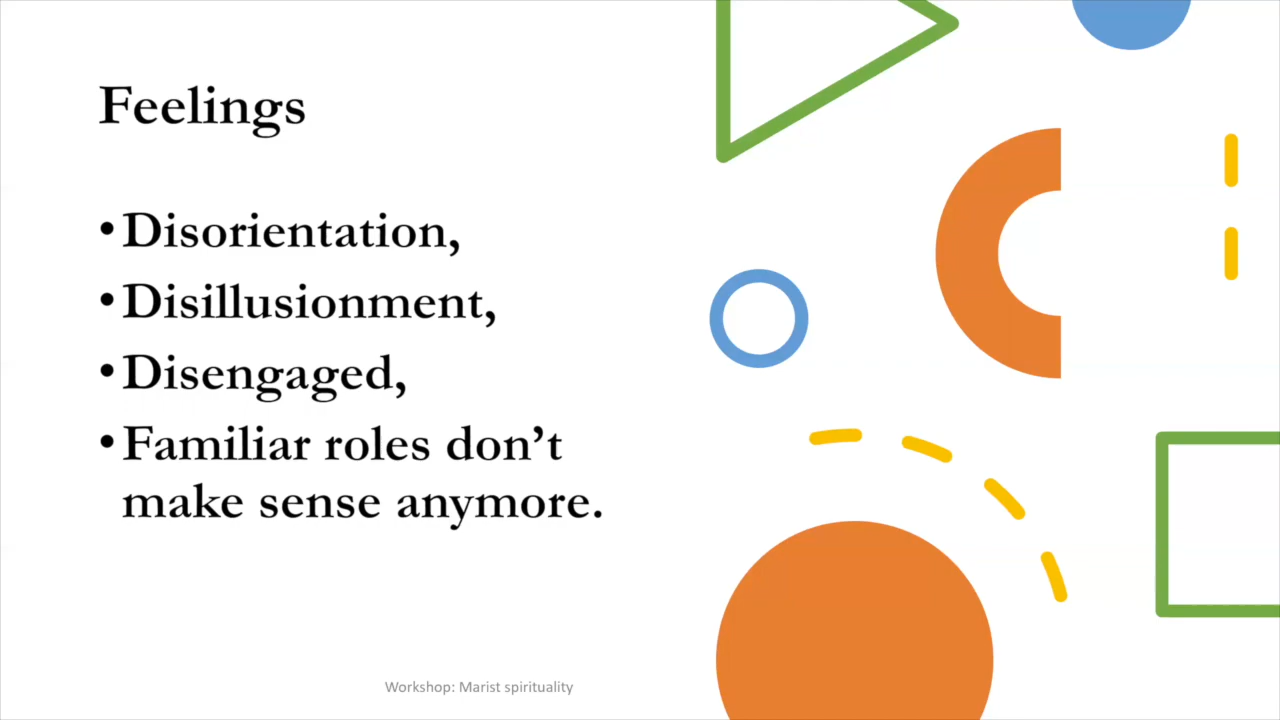 Feelings
• Disorientation,
• Disillusionment,
• Disengaged,
• Familiar roles don’t
make sense anymore.
Workshop: Marist spirituality